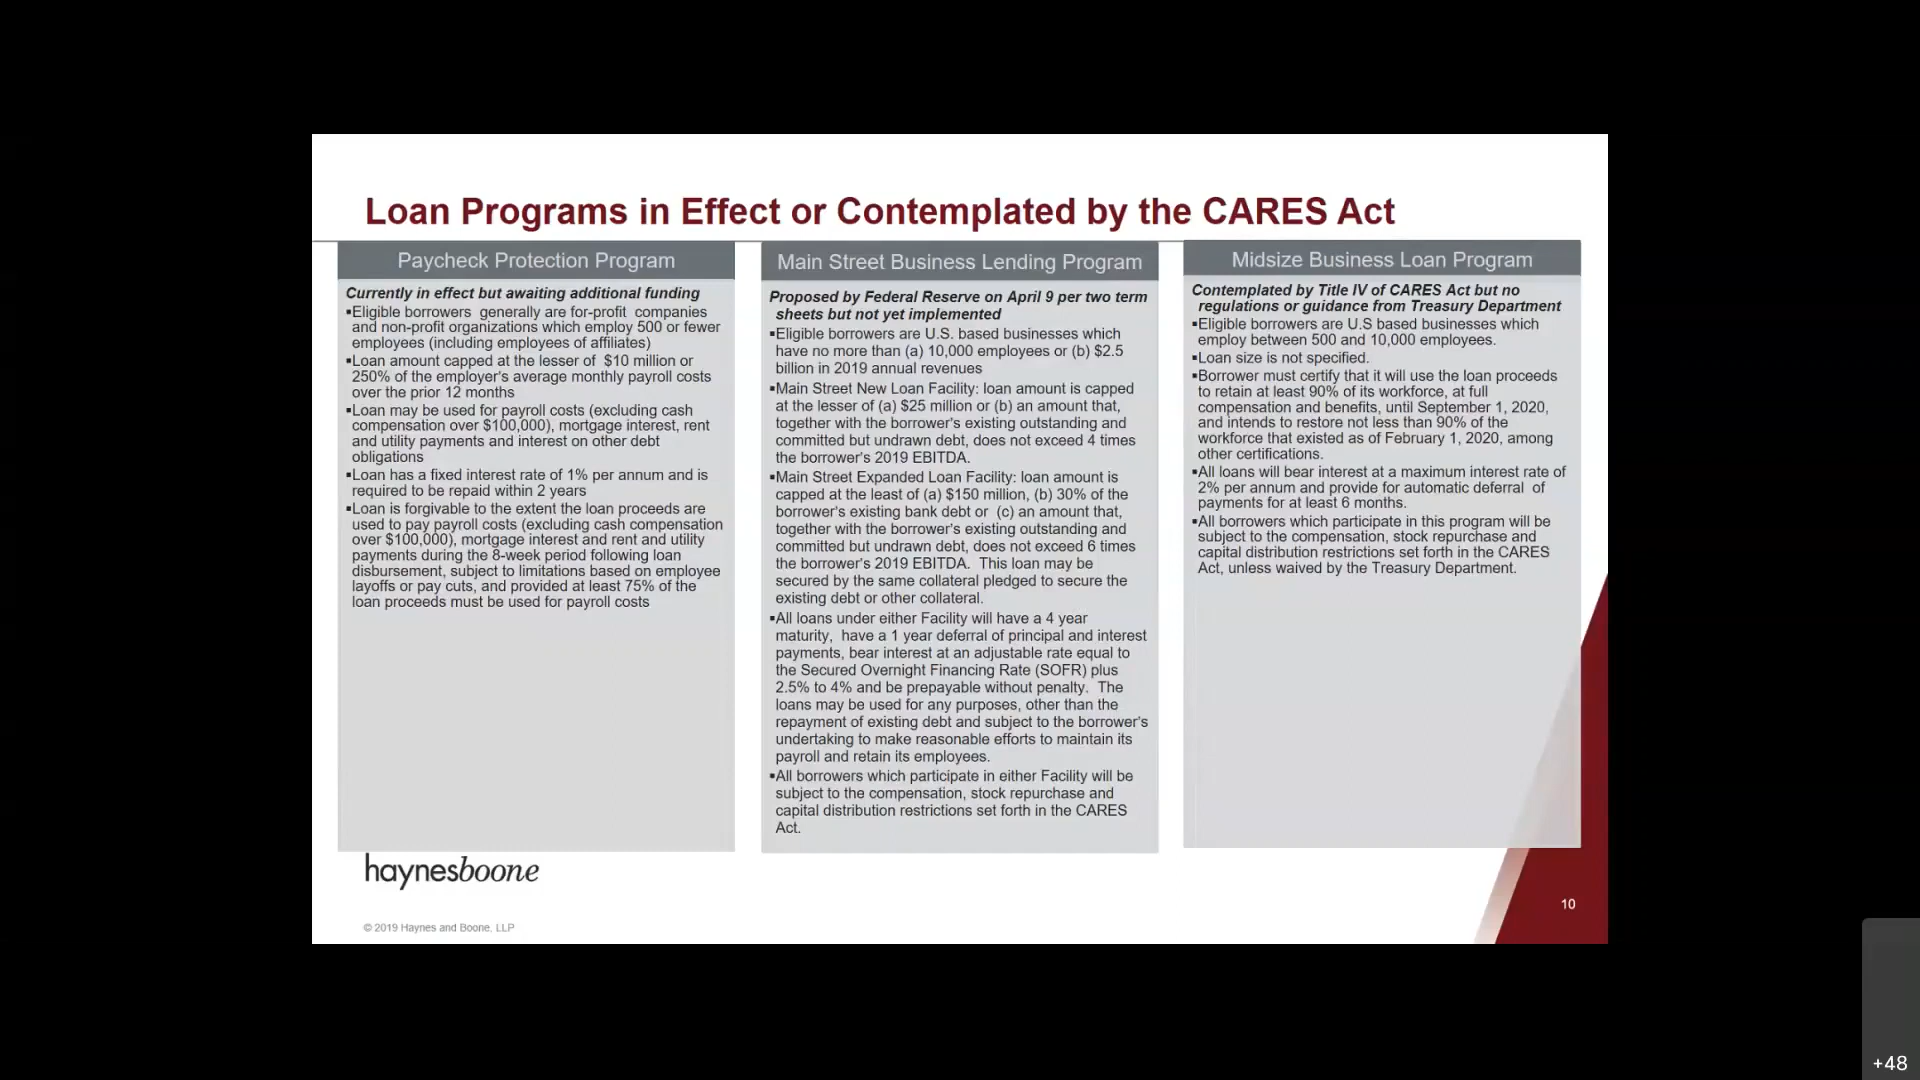 Loan Programs in Effect or Contemplated by the CARES Act
Paycheck Protection Program
Currently in effect but awaiting additional funding
▪Eligible borrowers generally are for-profit companies
and non-profit organizations which employ 500 or fewer
employees (including employees of affiliates)
▪Loan amount capped at the lesser of $10 million or
250% of the employer's average monthly payroll costs
over the prior 12 months
▪Loan may be used for payroll costs (excluding cash
compensation over $100,000), mortgage interest, rent
and utility payments and interest on other debt
obligations
▪Loan has a fixed interest rate of 1% per annum and is
required to be repaid within 2 years
▪Loan is forgivable to the extent the loan proceeds are
used to pay payroll costs (excluding cash compensation
over $100,000), mortgage interest and rent and utility
payments during the 8-week period following loan
disbursement, subject to limitations based on employee
layoffs or pay cuts, and provided at least 75% of the
loan proceeds must be used for payroll costs
Main Street Business Lending Program
Proposed by Federal Reserve on April 9 per two term
sheets but not yet implemented
▪Eligible borrowers are U.S. based businesses which
have no more than (a) 10,000 employees or (b) $2.5
billion in 2019 annual revenues
▪Main Street New Loan Facility: loan amount is capped
at the lesser of (a) $25 million or (b) an amount that,
together with the borrower's existing outstanding and
committed but undrawn debt, does not exceed 4 times
the borrower's 2019 EBITDA.
▪Main Street Expanded Loan Facility: loan amount is
capped at the least of (a) $150 million, (b) 30% of the
borrower's existing bank debt or (c) an amount that,
together with the borrower's existing outstanding and
committed but undrawn debt, does not exceed 6 times
the borrower's 2019 EBITDA. This loan may be
secured by the same collateral pledged to secure the
existing debt or other collateral.
▪All loans under either Facility will have a 4 year
maturity, have a 1 year deferral of principal and interest
payments, bear interest at an adjustable rate equal to
the Secured Overnight Financing Rate (SOFR) plus
2.5% to 4% and be prepayable without penalty. The
loans may be used for any purposes, other than the
repayment of existing debt and subject to the borrower's
undertaking to make reasonable efforts to maintain its
payroll and retain its employees.
▪All borrowers which participate in either Facility will be
subject to the compensation, stock repurchase and
capital distribution restrictions set forth in the CARES
Act.
Midsize Business Loan Program
Contemplated by Title IV of CARES Act but no
regulations or guidance from Treasury Department
▪Eligible borrowers are U.S based businesses which
employ between 500 and 10,000 employees.
▪Loan size is not specified.
▪Borrower must certify that it will use the loan proceeds
to retain at least 90% of its workforce, at full
compensation and benefits, until September 1, 2020,
and intends to restore not less than 90% of the
workforce that existed as of February 1, 2020, among
other certifications.
▪All loans will bear interest at a maximum interest rate of
2% per annum and provide for automatic deferral of
payments for at least 6 months.
▪All borrowers which participate in this program will be
subject to the compensation, stock repurchase and
capital distribution restrictions set forth in the CARES
Act, unless waived by the Treasury Department.
haynesboone
© 2019 Haynes and Boone, LLP
10
+48